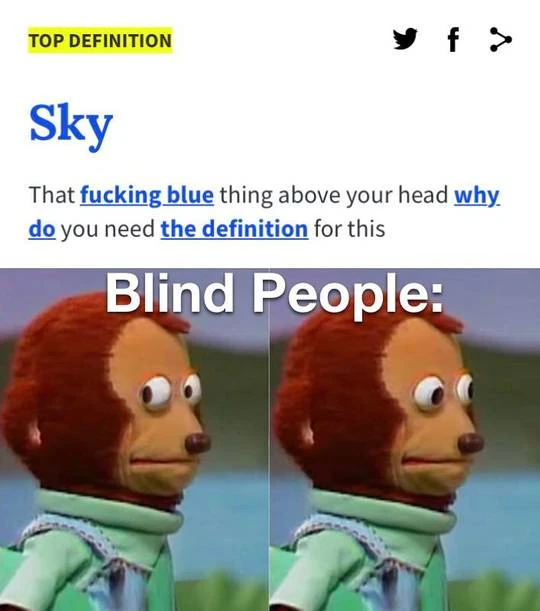 TOP DEFINITION
Sky
That fucking blue thing above your head why
do you need the definition for this
Blind People: